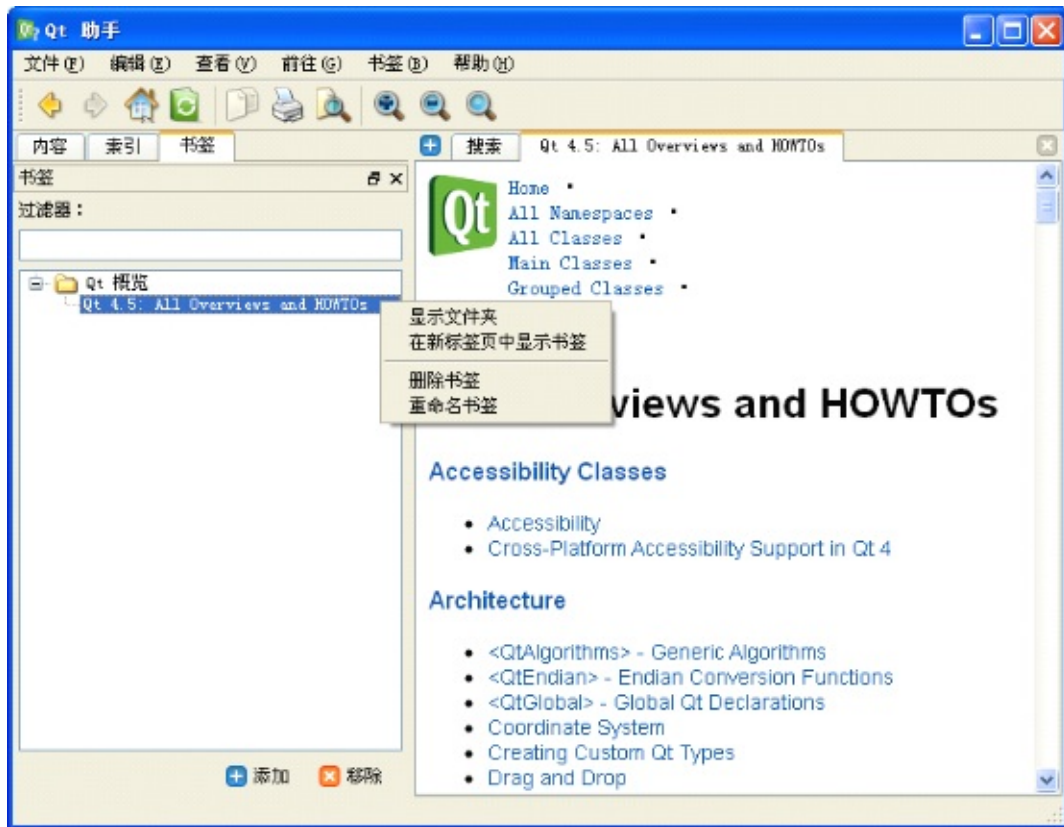 Qt 助手
文件(F) 编辑(E) 查看(V) 前往(G) 书签(B) 帮助(H)
内容 索引 书签
书签
过滤器：
Qt 概览
Qt 4.5: All Overviews and HOWTOs
显示文件夹
在新标签页中显示书签
删除书签
重命名书签
添加 移除
搜索 Qt 4.5: All Overviews and HOWTOs
Qt
Home
All Namespaces
All Classes
Main Classes
Grouped Classes
views and HOWTOs
Accessibility Classes
• Accessibility
• Cross-Platform Accessibility Support in Qt 4
Architecture
• <QtAlgorithms> - Generic Algorithms
• <QtEndian> - Endian Conversion Functions
• <QtGlobal> - Global Qt Declarations
• Coordinate System
• Creating Custom Qt Types
• Drag and Drop